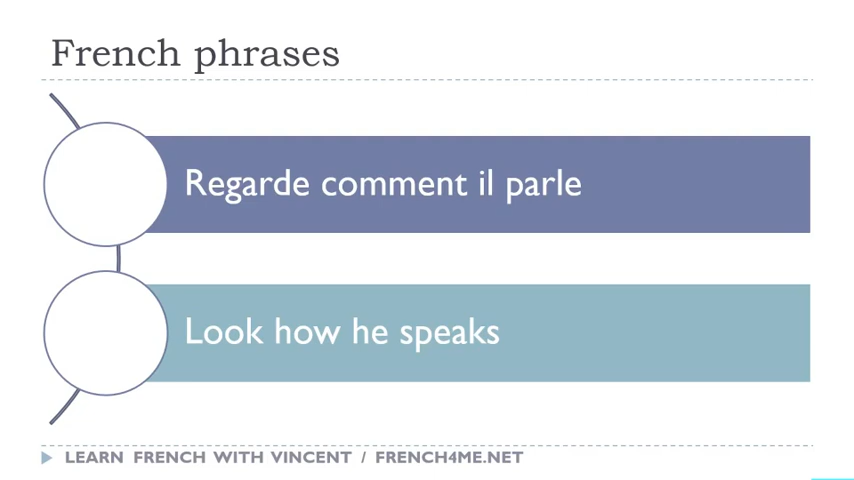 French phrases
Regarde comment il parle
Look how he speaks
LEARN FRENCH WITH VINCENT / FRENCH4ME.NET